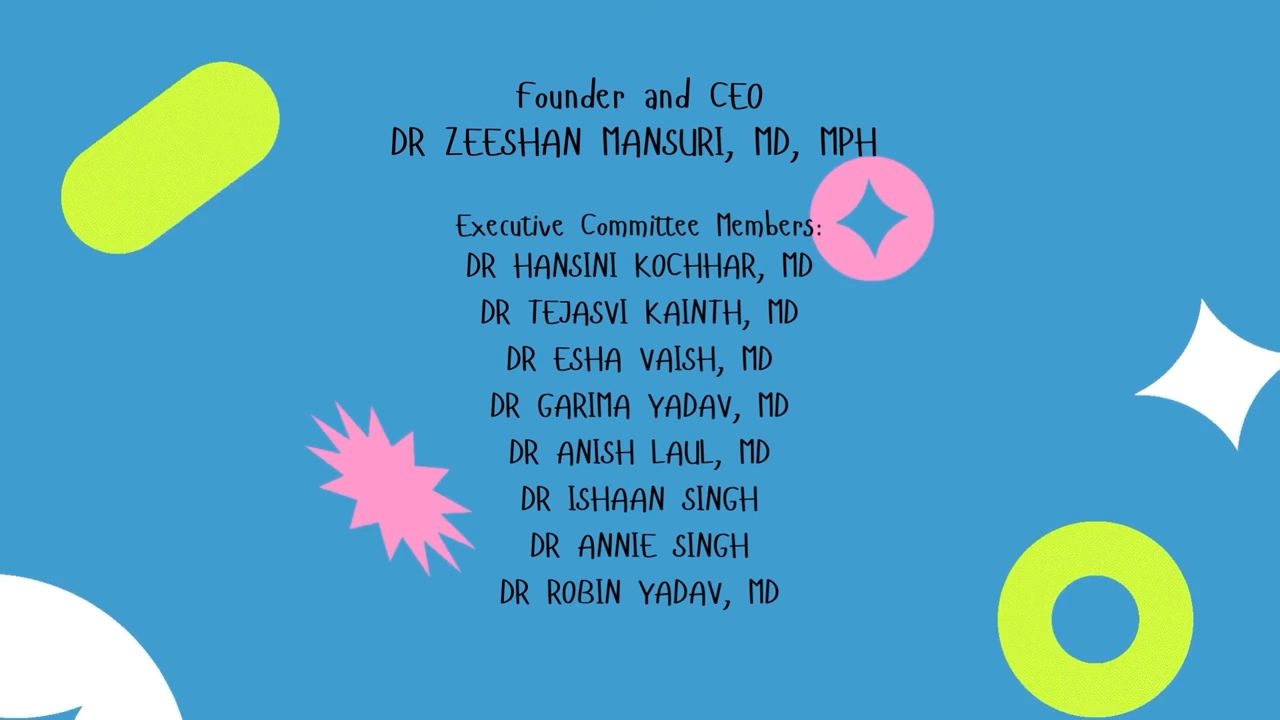 Founder and CEO
DR ZEESHAN MANSURI, MD, MPH
Executive Committee Members:
DR HANSINI KOCHHAR, MD
DR TEJASVI KAINTH, MD
DR ESHA VAISH, MD
DR GARIMA YADAV, MD
DR ANISH LAUL, MD
DR ISHAAN SINGH
DR ANNIE SINGH
DR ROBIN YADAV, MD